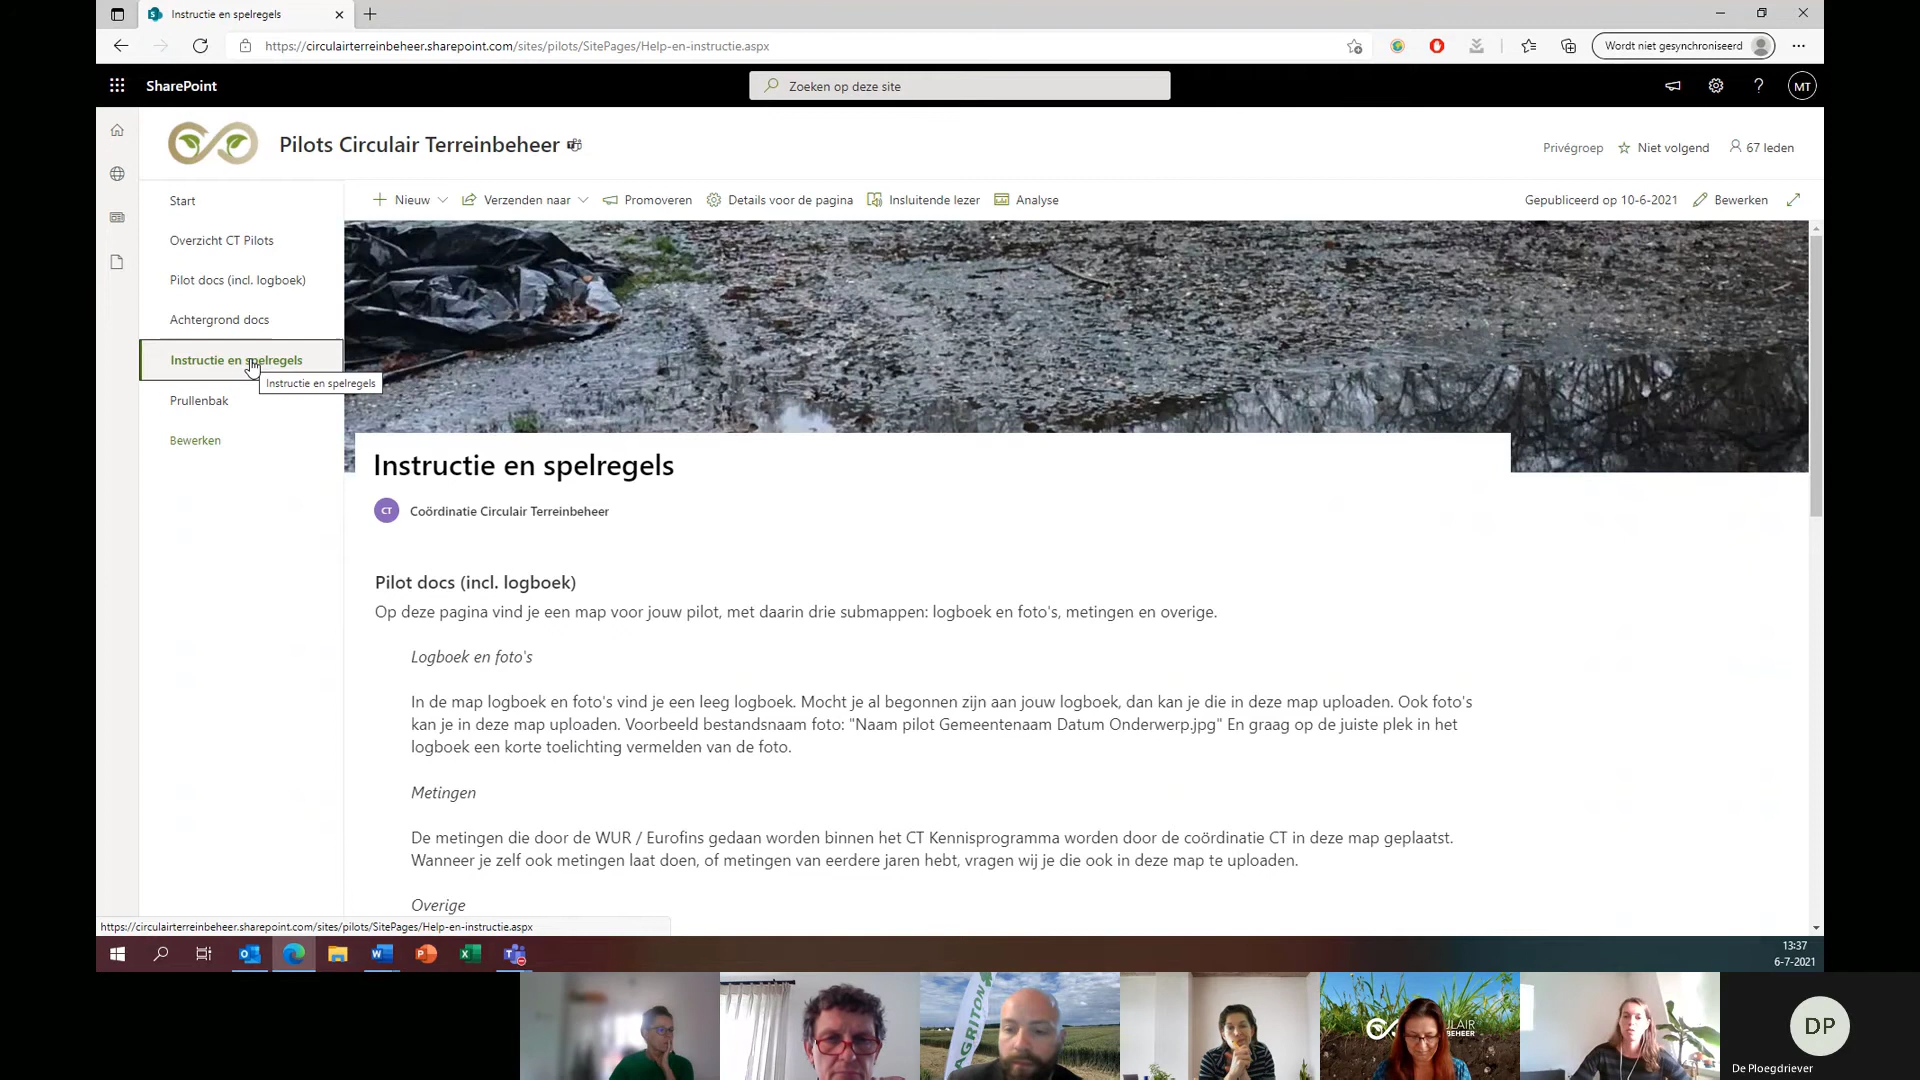 Instructie en spelregels
https://circulairterreinbeheer.sharepoint.com/sites/pilots/SitePages/Help-en-instructie.aspx
Wordt niet gesynchroniseerd
SharePoint
Zoeken op deze site
MT
Pilots Circulair Terreinbeheer
Privégroep
Niet volgend
67 leden
Start
Overzicht CT Pilots
Pilot docs (incl. logboek)
Achtergrond docs
Instructie en spelregels
Instructie en spelregels
Prullenbak
Bewerken
Nieuw
Verzenden naar
Promoveren
Details voor de pagina
Insluitende lezer
Analyse
Gepubliceerd op 10-6-2021
Bewerken
Instructie en spelregels
CT
Coördinatie Circulair Terreinbeheer
Pilot docs (incl. logboek)
Op deze pagina vind je een map voor jouw pilot, met daarin drie submappen: logboek en foto's, metingen en overige.
Logboek en foto's
In de map logboek en foto's vind je een leeg logboek. Mocht je al begonnen zijn aan jouw logboek, dan kan je die in deze map uploaden. Ook foto's
kan je in deze map uploaden. Voorbeeld bestandsnaam foto: "Naam pilot Gemeentenaam Datum Onderwerp.jpg" En graag op de juiste plek in het
logboek een korte toelichting vermelden van de foto.
Metingen
De metingen die door de WUR / Eurofins gedaan worden binnen het CT Kennisprogramma worden door de coördinatie CT in deze map geplaatst.
Wanneer je zelf ook metingen laat doen, of metingen van eerdere jaren hebt, vragen wij je die ook in deze map te uploaden.
Overige
https://circulairterreinbeheer.sharepoint.com/sites/pilots/SitePages/Help-en-instructie.aspx
13:37
6-7-2021
AGRITON
DP
De Ploegdriever